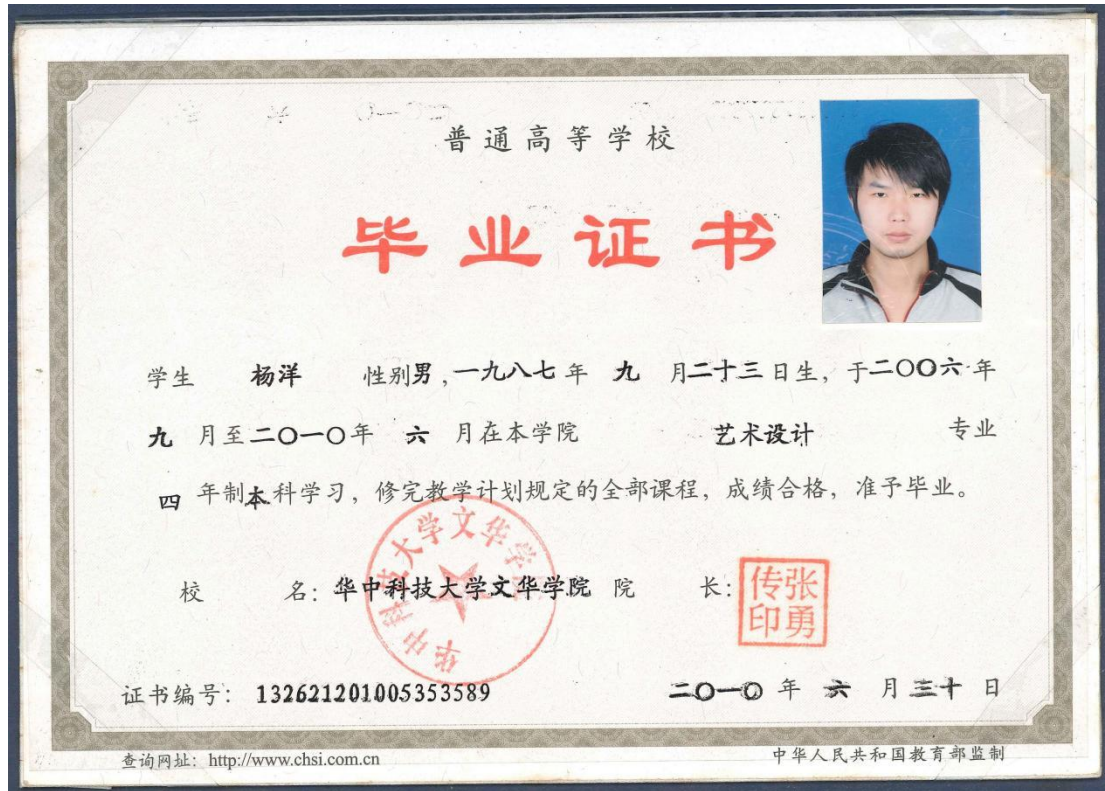 普通高等学校
毕业证书
学生 杨洋 性别男,一九八七年 九 月二十三日生,于二〇〇六年
九 月至二〇一〇年 六 月在本学院 艺术设计 专业
四 年制本科学习,修完教学计划规定的全部课程,成绩合格,准予毕业。
华中科技大学文华学院
校 名:华中科技大学文华学院 院 长:
张勇传印
证书编号:132621201005353589 二〇一〇 年 六 月三十日
查询网址:http://www.chsi.com.cn 中华人民共和国教育部监制